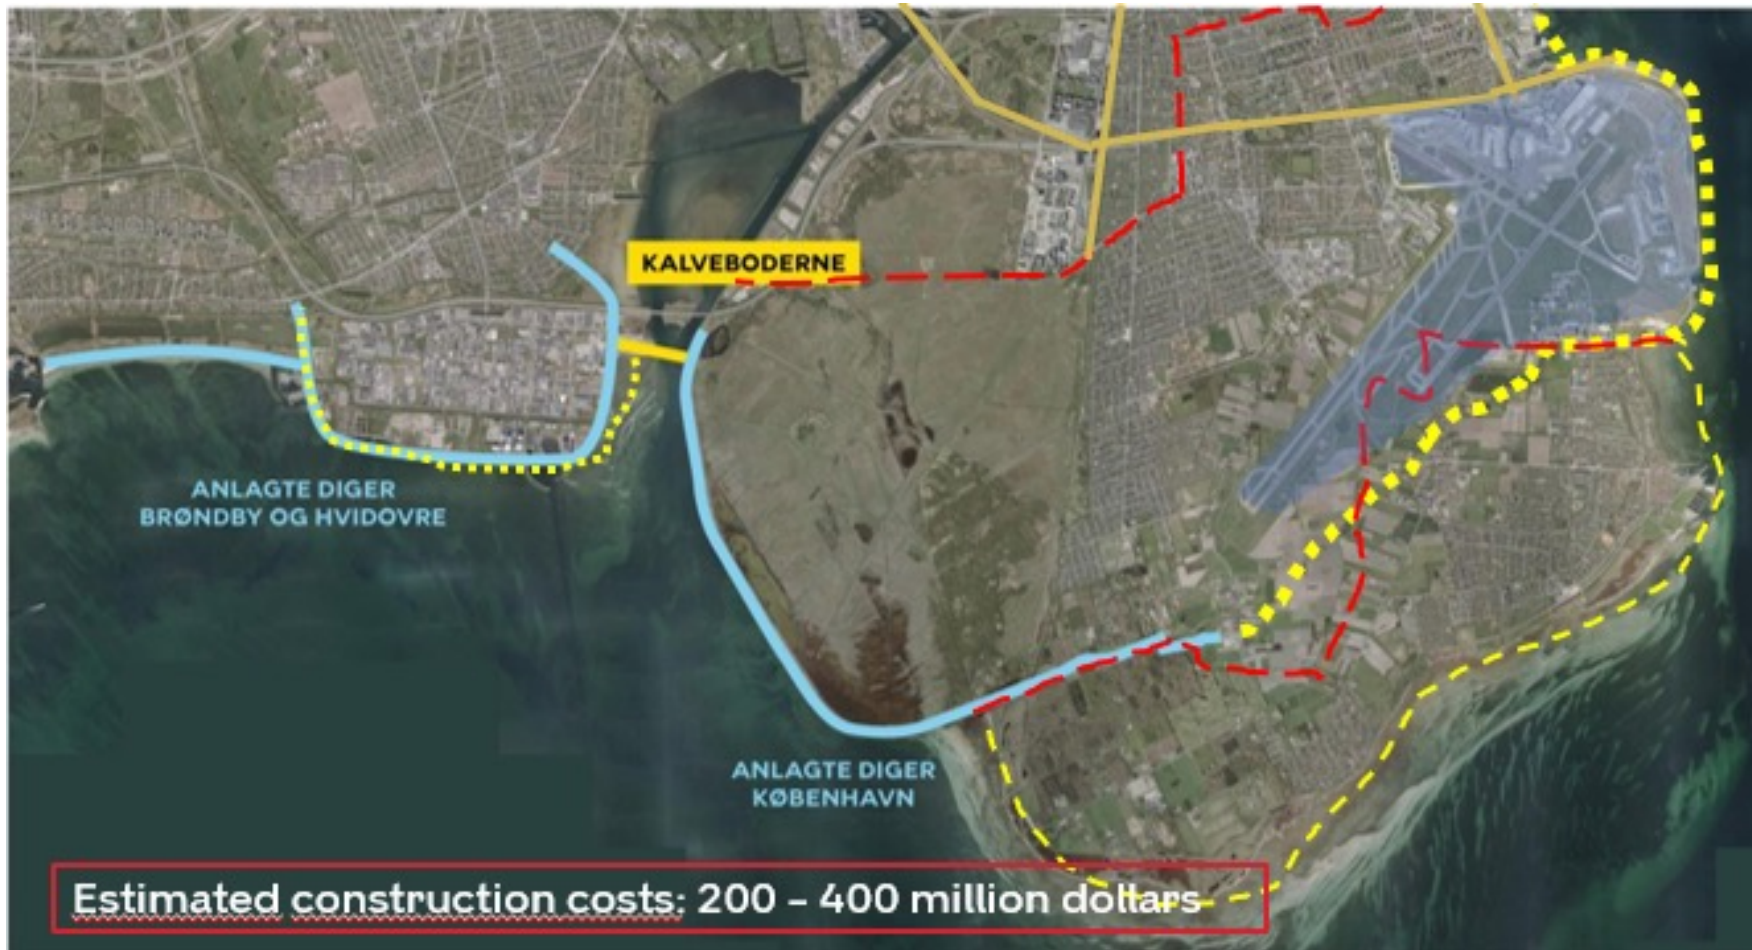 KALVEBODERNE
ANLAGTE DIGER
BRØNDBY OG HVIDOVRE
ANLAGTE DIGER
KØBENHAVN
Estimated construction costs: 200 – 400 million dollars